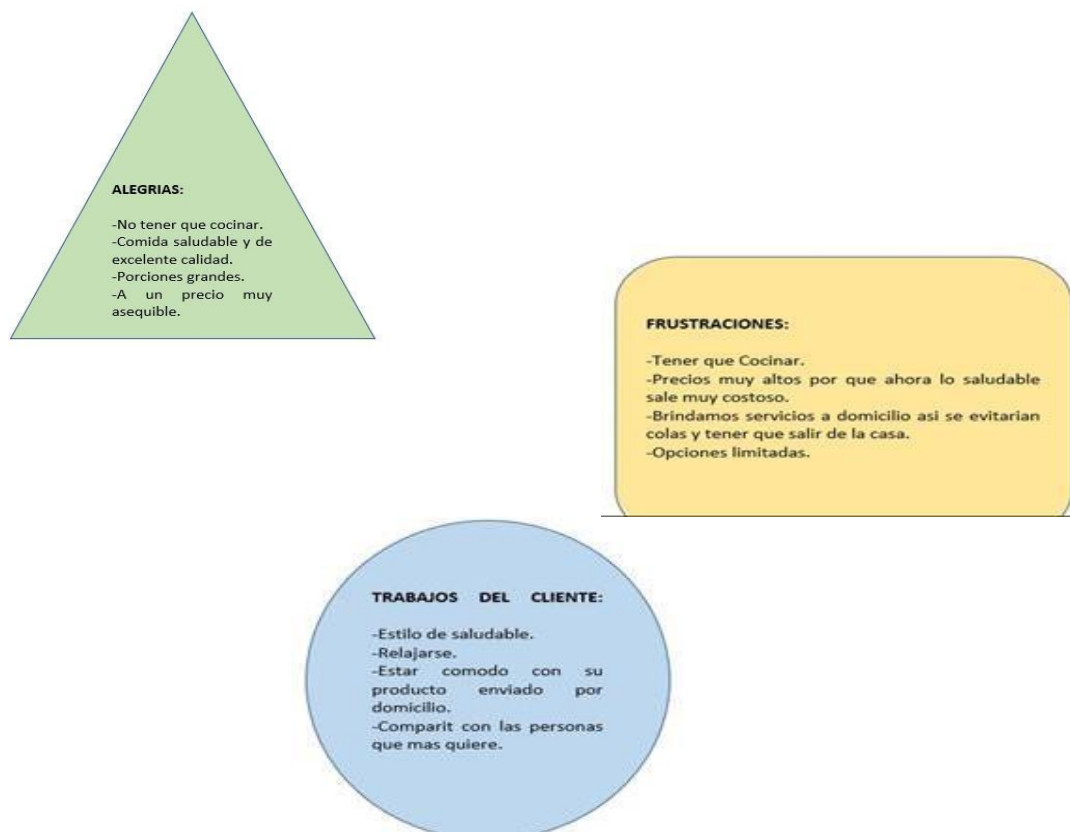 ALEGRIAS:
-No tener que cocinar.
-Comida saludable y de
excelente calidad.
-Porciones grandes.
-A un precio muy
asequible.
FRUSTRACIONES:
-Tener que Cocinar.
-Precios muy altos por que ahora lo saludable
sale muy costoso.
-Brindamos servicios a domicilio asi se evitarian
colas y tener que salir de la casa.
-Opciones limitadas.
TRABAJOS DEL CLIENTE:
-Estilo de saludable.
-Relajarse.
-Estar comodo con su
producto enviado por
domicilio.
-Comparit con las personas
que mas quiere.